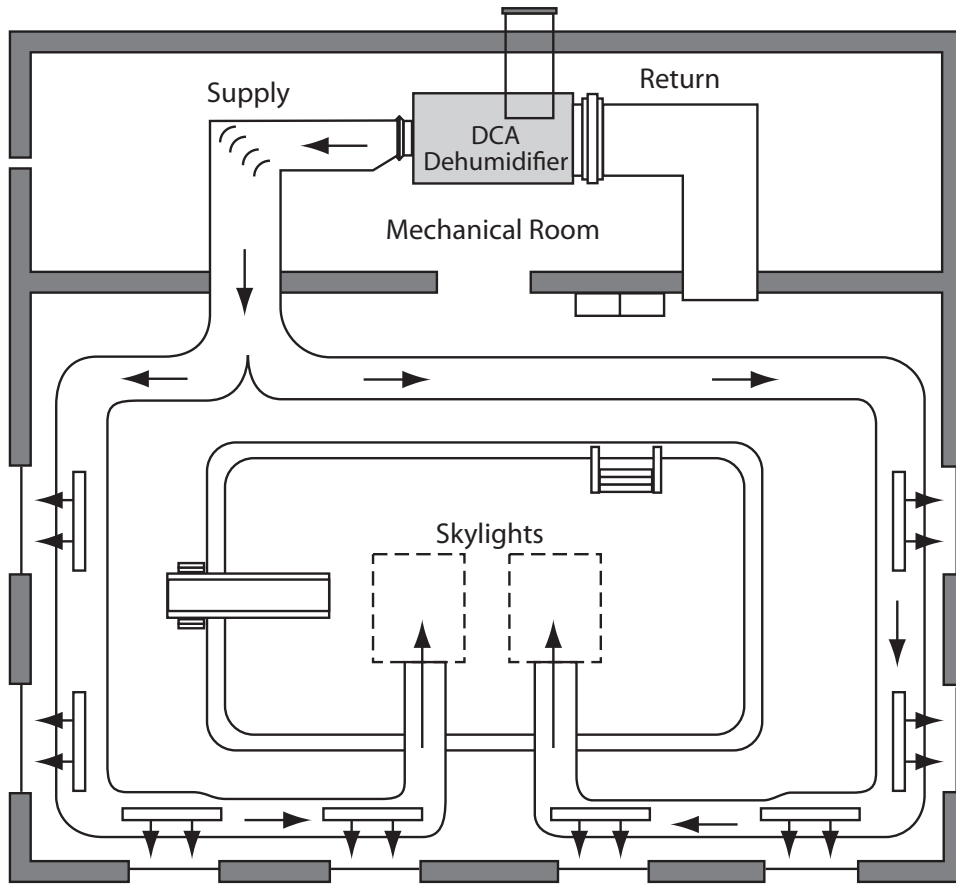 Supply
Return
DCA
Dehumidifier
Mechanical Room
Skylights